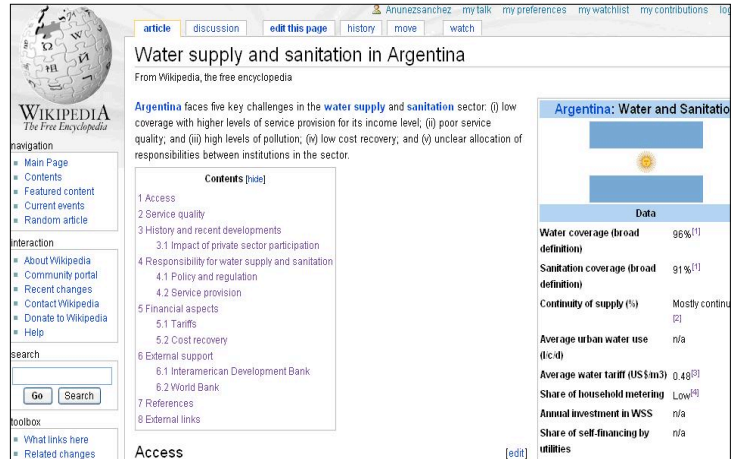 Anunezsanchez my talk my preferences my watchlist my contributions
article discussion edit this page history move watch
Water supply and sanitation in Argentina
From Wikipedia, the free encyclopedia
Argentina faces five key challenges in the water supply and sanitation sector: (i) low
coverage with higher levels of service provision for its income level; (ii) poor service
quality; and (iii) high levels of pollution; (iv) low cost recovery; and (v) unclear allocation of
responsibilities between institutions in the sector.
Contents [hide]
1 Access
2 Service quality
3 History and recent developments
3.1 Impact of private sector participation
4 Responsibility for water supply and sanitation
4.1 Policy and regulation
4.2 Service provision
5 Financial aspects
5.1 Tariffs
5.2 Cost recovery
6 External support
6.1 Interamerican Development Bank
6.2 World Bank
7 References
8 External links
Access [edit]
Argentina: Water and Sanitatio
Data
Water coverage (broad
definition) 96%[1]
Sanitation coverage (broad
definition) 91%[1]
Continuity of supply (%) Mostly continu
[2]
Average urban water use
(l/c/d) n/a
Average water tariff (US$/m3) 0.48[3]
Share of household metering Low[4]
Annual investment in WSS n/a
Share of self-financing by
utilities n/a
WIKIPEDIA
The Free Encyclopedia
navigation
Main Page
Contents
Featured content
Current events
Random article
interaction
About Wikipedia
Community portal
Recent changes
Contact Wikipedia
Donate to Wikipedia
Help
search
Go Search
toolbox
What links here
Related changes